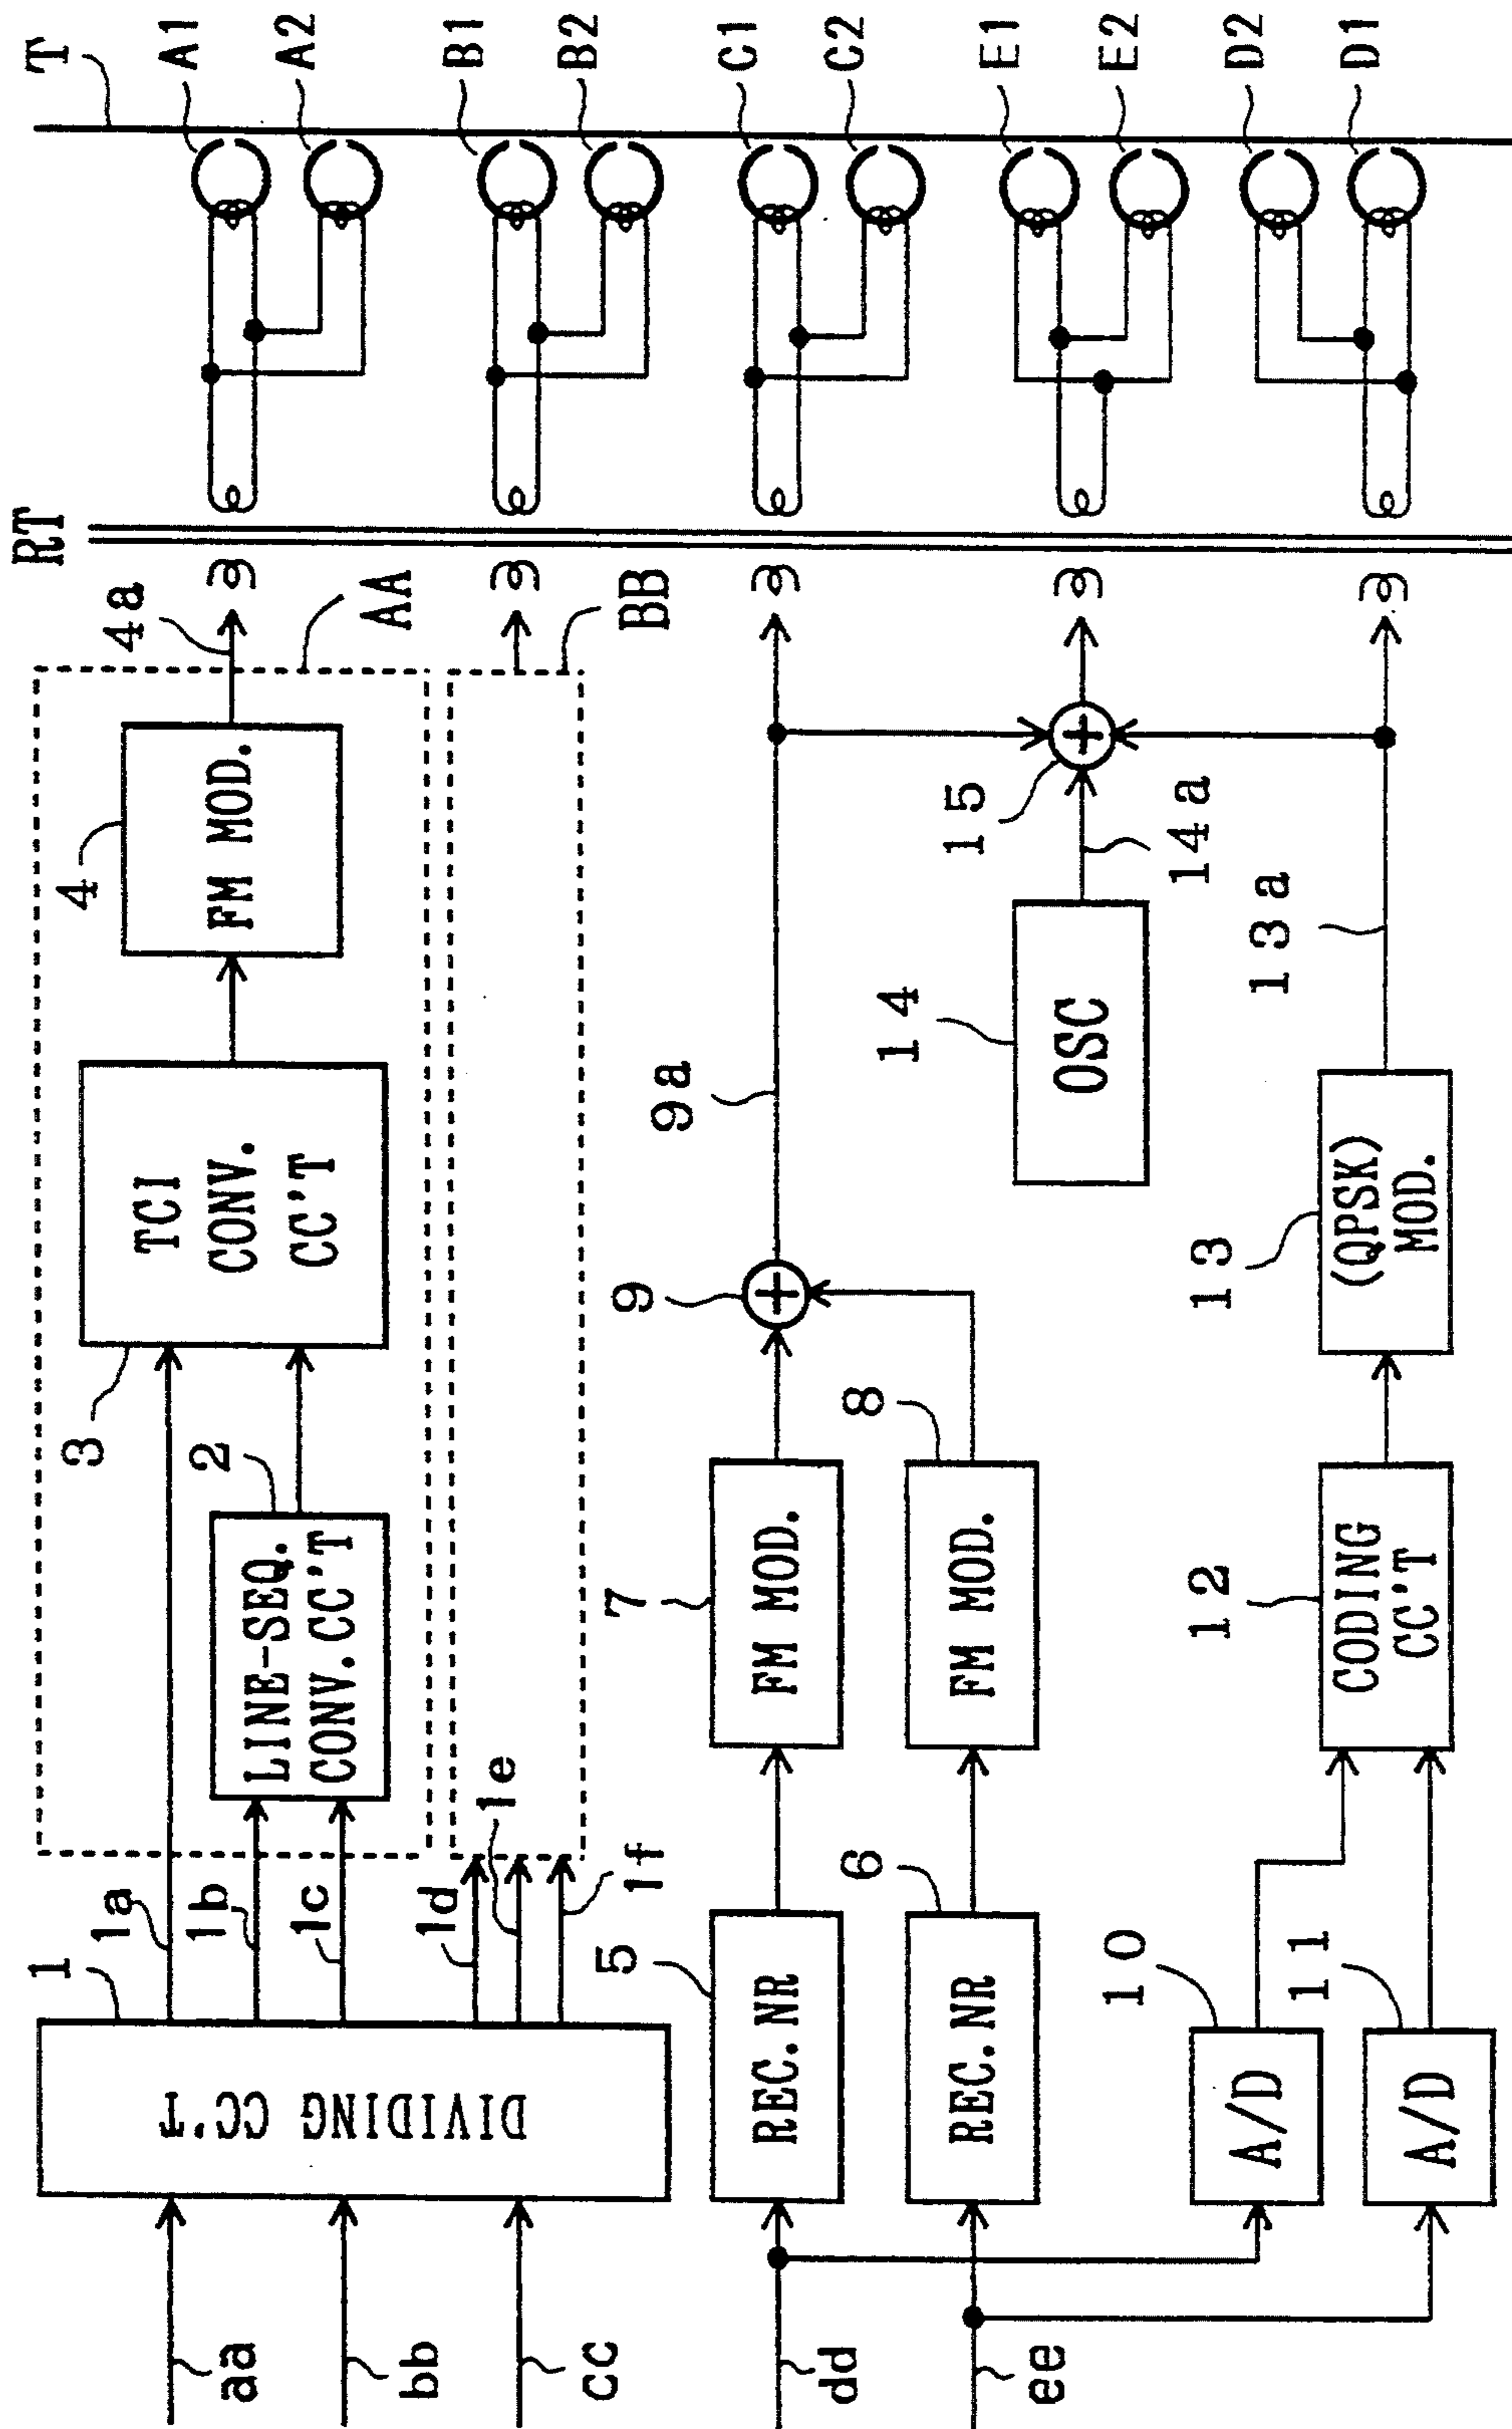 RT
T
A1
A2
B1
B2
C1
C2
E1
E2
D2
D1
4a
AA
BB
4
FM MOD.
3
TCI
CONV.
CC'T
2
LINE-SEQ.
CONV.CC'T
1
DIVIDING CC'T
1a
1b
1c
1d
1e
1f
aa
bb
cc
dd
ee
5
REC.NR
6
REC.NR
7
FM MOD.
8
FM MOD.
9
+
9a
10
A/D
11
A/D
12
CODING
CC'T
13
(QPSK)
MOD.
13a
14
OSC
14a
15
+